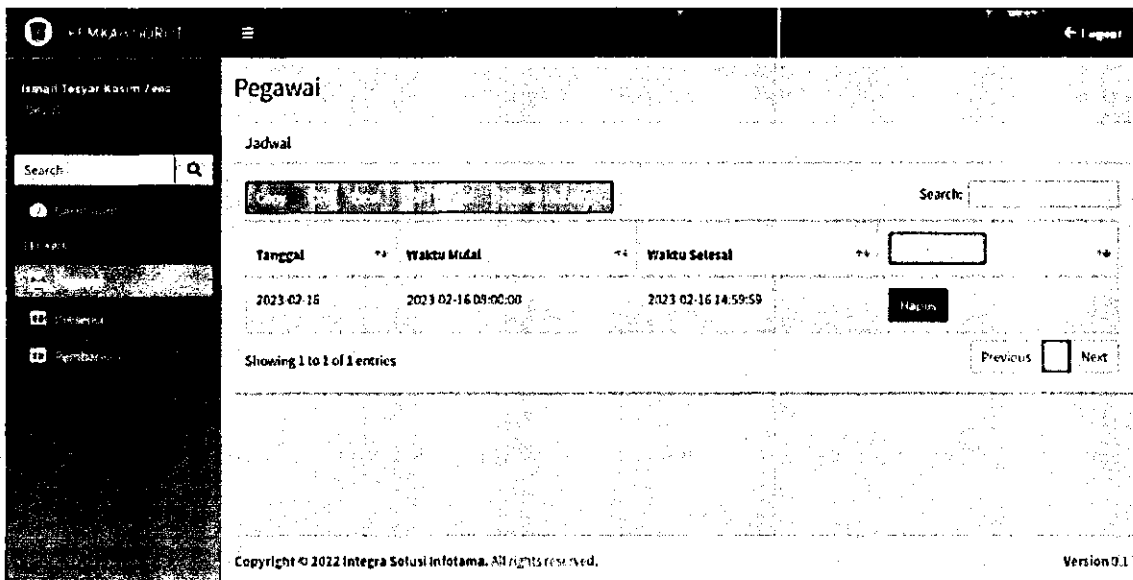 ← Logout
Pegawai
Jadwal
Search
Search:
Tanggal Waktu Mulai Waktu Selesai
2023-02-16 2023-02-16 09:00:00 2023-02-16 14:59:59 Hapus
Showing 1 to 1 of 1 entries
Previous Next
Copyright © 2022 Integra Solusi Infotama. All rights reserved.
Version 0.1